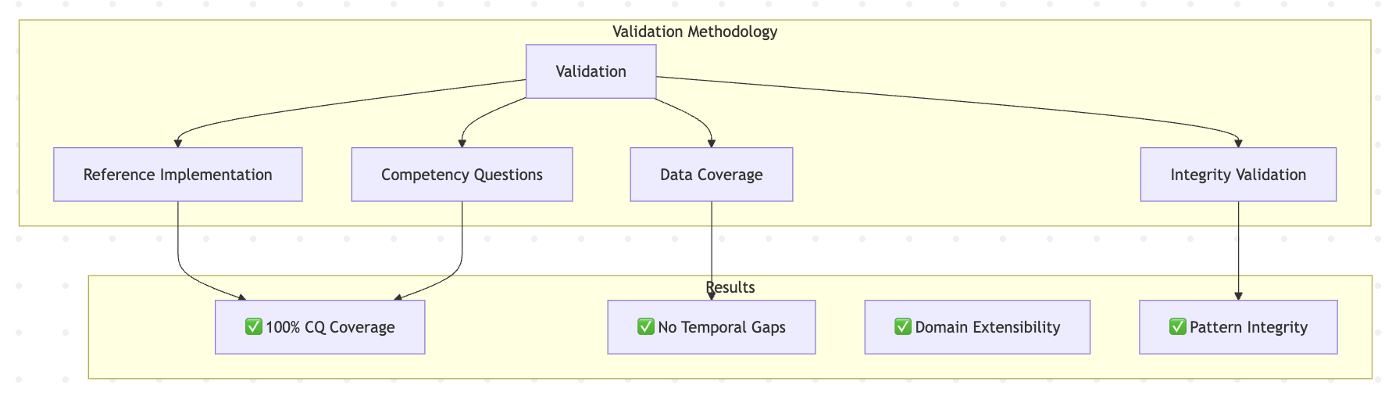 Validation Methodology
Validation
Reference Implementation
Competency Questions
Data Coverage
Integrity Validation
Results
✅ 100% CQ Coverage
✅ No Temporal Gaps
✅ Domain Extensibility
✅ Pattern Integrity